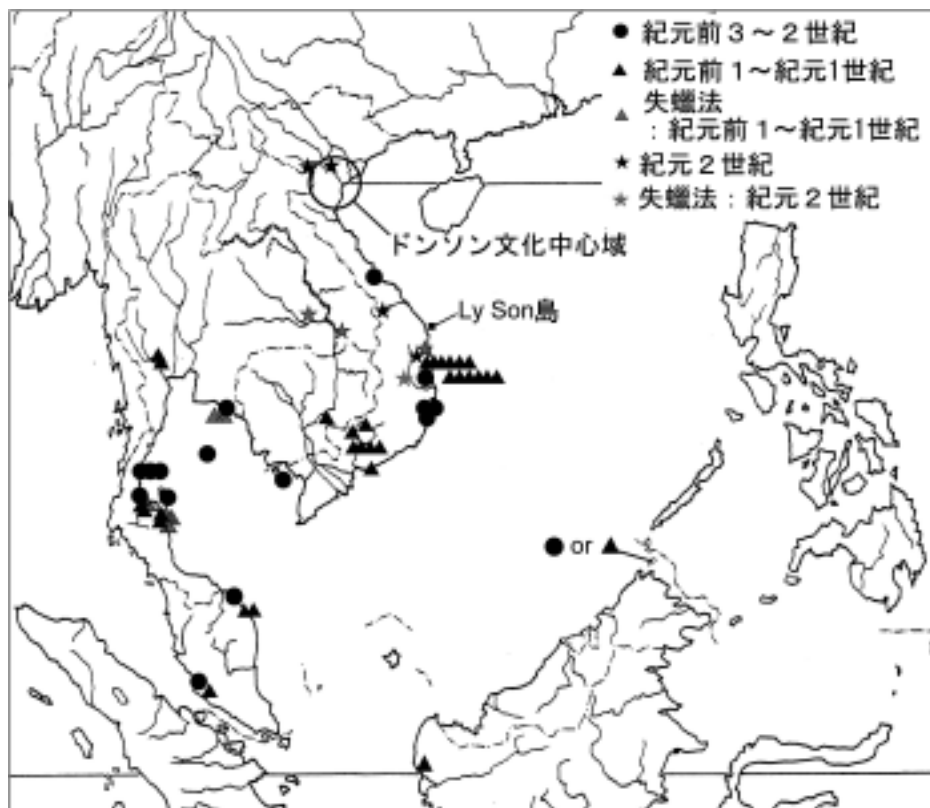 ● 紀元前3~2世紀
▲ 紀元前1~紀元1世紀
失蠟法
▲ :紀元前1~紀元1世紀
★ 紀元2世紀
★ 失蠟法:紀元2世紀
ドンソン文化中心域
Ly Son島
● or ▲